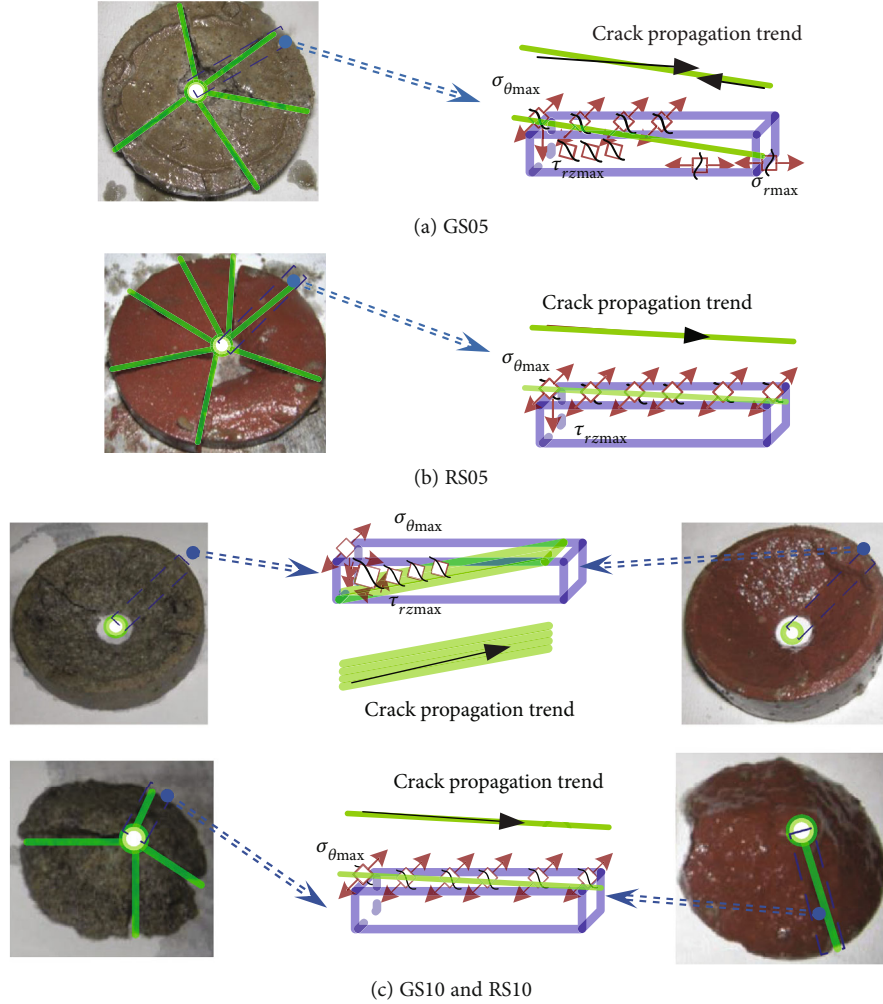 Crack propagation trend
σθmax
τrzmax
σrmax
(a) GS05
Crack propagation trend
σθmax
τrzmax
(b) RS05
σθmax
τrzmax
Crack propagation trend
Crack propagation trend
σθmax
(c) GS10 and RS10